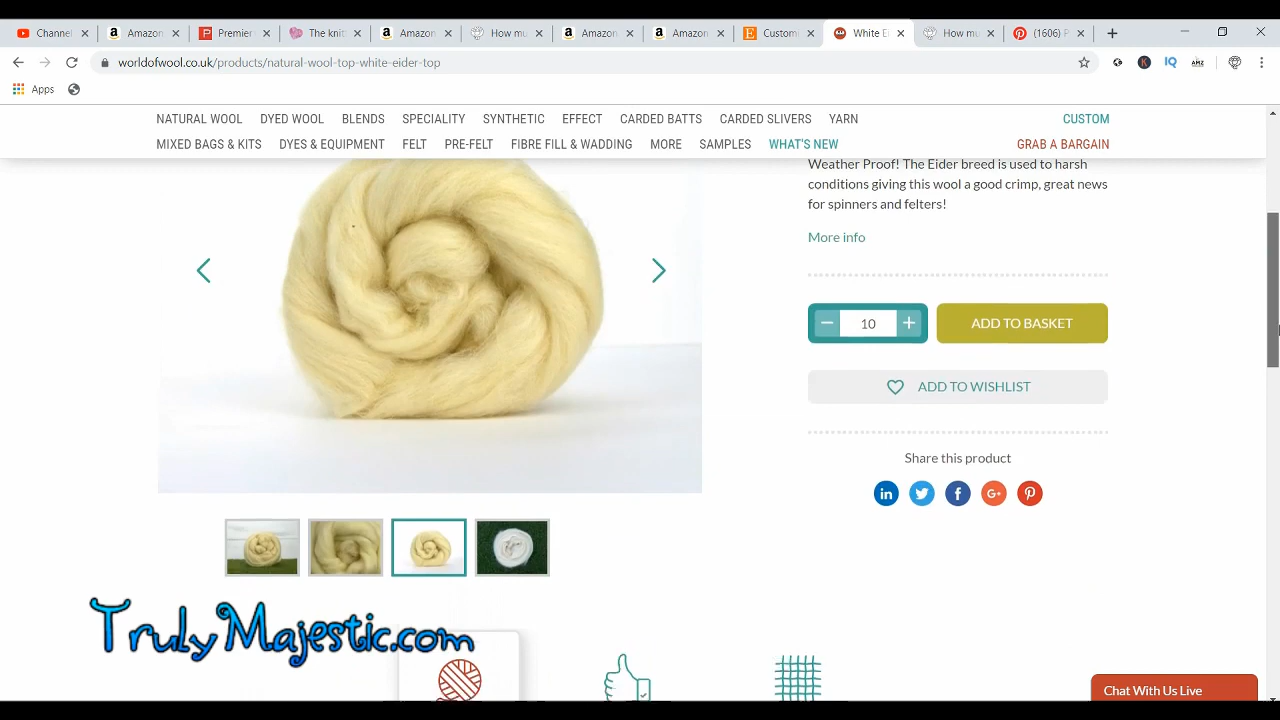 Channel
Amazon
Premier
The knit
Amazon
How mu
Amazon
Amazon
Custom
White Ei
How mu
(1606) P
worldofwool.co.uk/products/natural-wool-top-white-eider-top
Apps
NATURAL WOOL DYED WOOL BLENDS SPECIALITY SYNTHETIC EFFECT CARDED BATTS CARDED SLIVERS YARN CUSTOM
MIXED BAGS & KITS DYES & EQUIPMENT FELT PRE-FELT FIBRE FILL & WADDING MORE SAMPLES WHAT'S NEW GRAB A BARGAIN
Weather Proof! The Eider breed is used to harsh
conditions giving this wool a good crimp, great news
for spinners and felters!
More info
10
ADD TO BASKET
ADD TO WISHLIST
Share this product
TrulyMajestic.com
Chat With Us Live